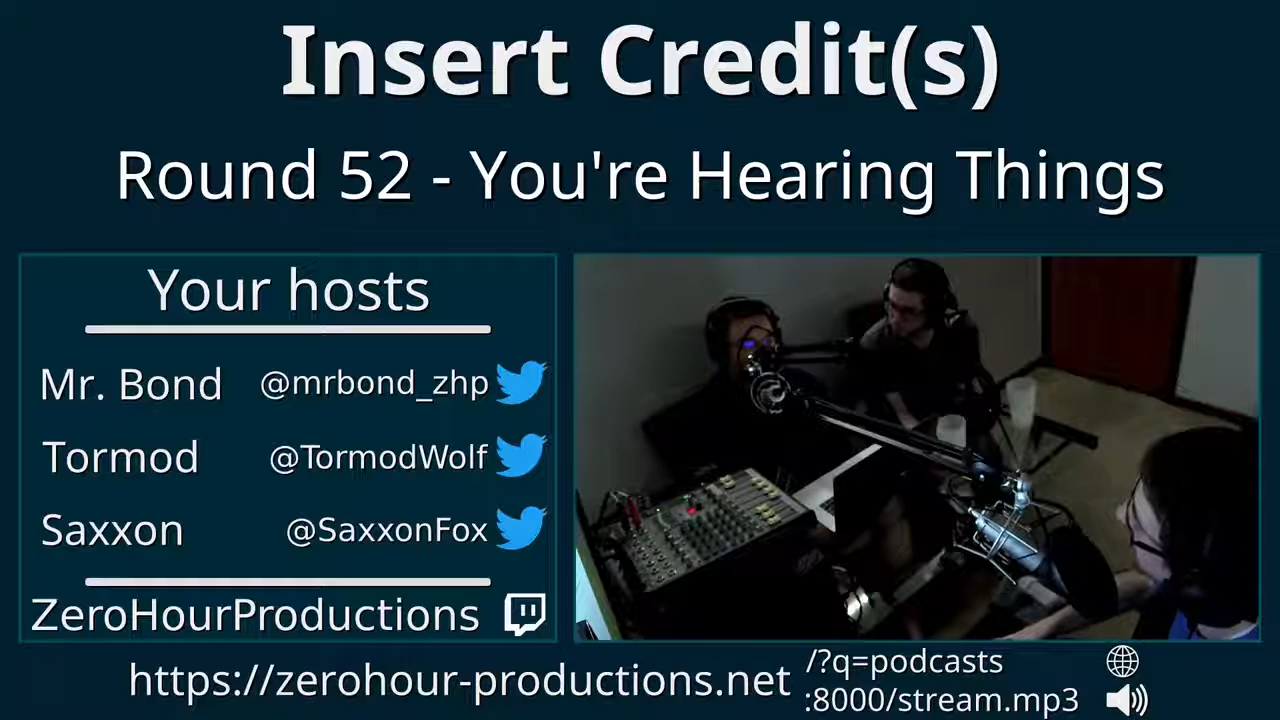 Insert Credit(s)
Round 52 - You're Hearing Things
Your hosts
Mr. Bond @mrbond_zhp
Tormod @TormodWolf
Saxxon @SaxxonFox
ZeroHourProductions
https://zerohour-productions.net
/?q=podcasts
:8000/stream.mp3